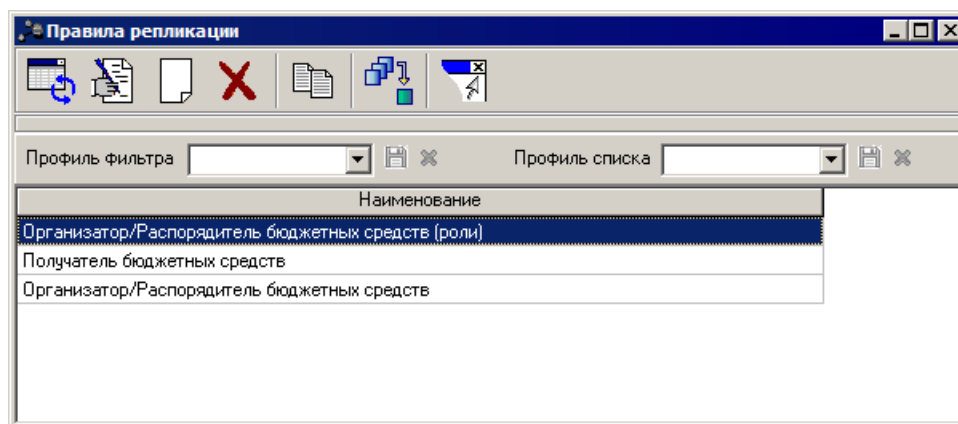 Правила репликации
Профиль фильтра Профиль списка
Наименование
Организатор/Распорядитель бюджетных средств (роли)
Получатель бюджетных средств
Организатор/Распорядитель бюджетных средств